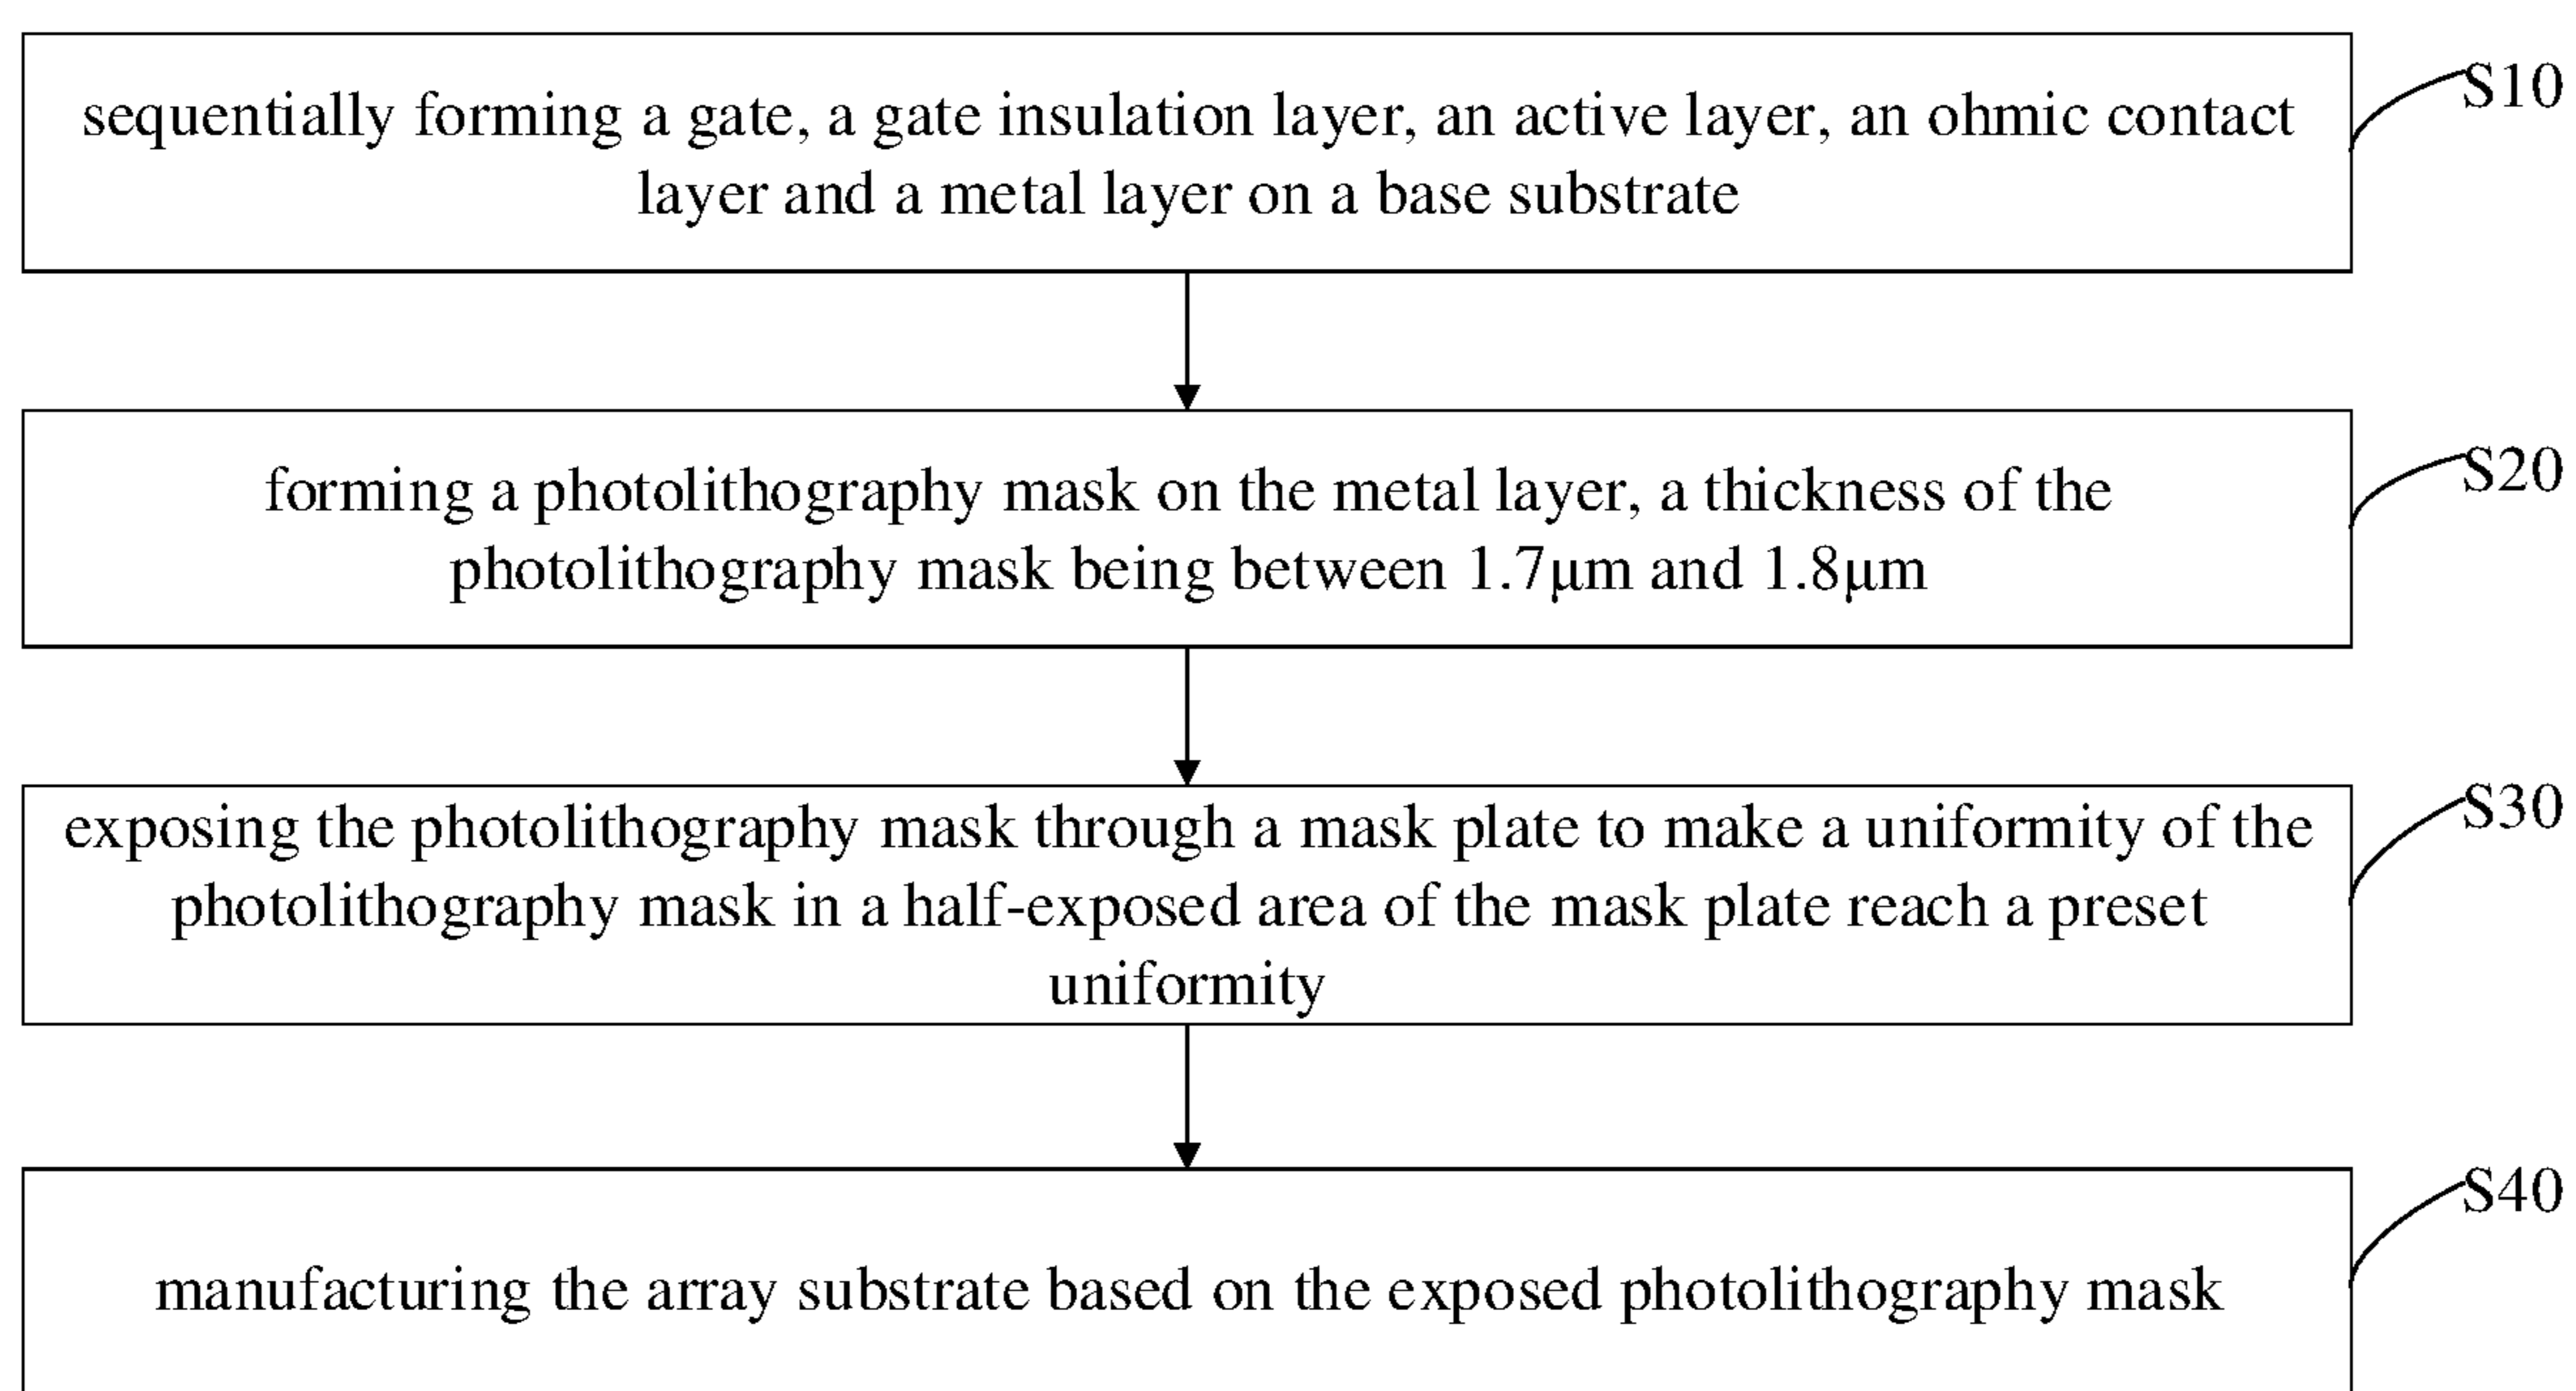 sequentially forming a gate, a gate insulation layer, an active layer, an ohmic contact
layer and a metal layer on a base substrate
S10
forming a photolithography mask on the metal layer, a thickness of the
photolithography mask being between 1.7μm and 1.8μm
S20
exposing the photolithography mask through a mask plate to make a uniformity of the
photolithography mask in a half-exposed area of the mask plate reach a preset
uniformity
S30
manufacturing the array substrate based on the exposed photolithography mask
S40